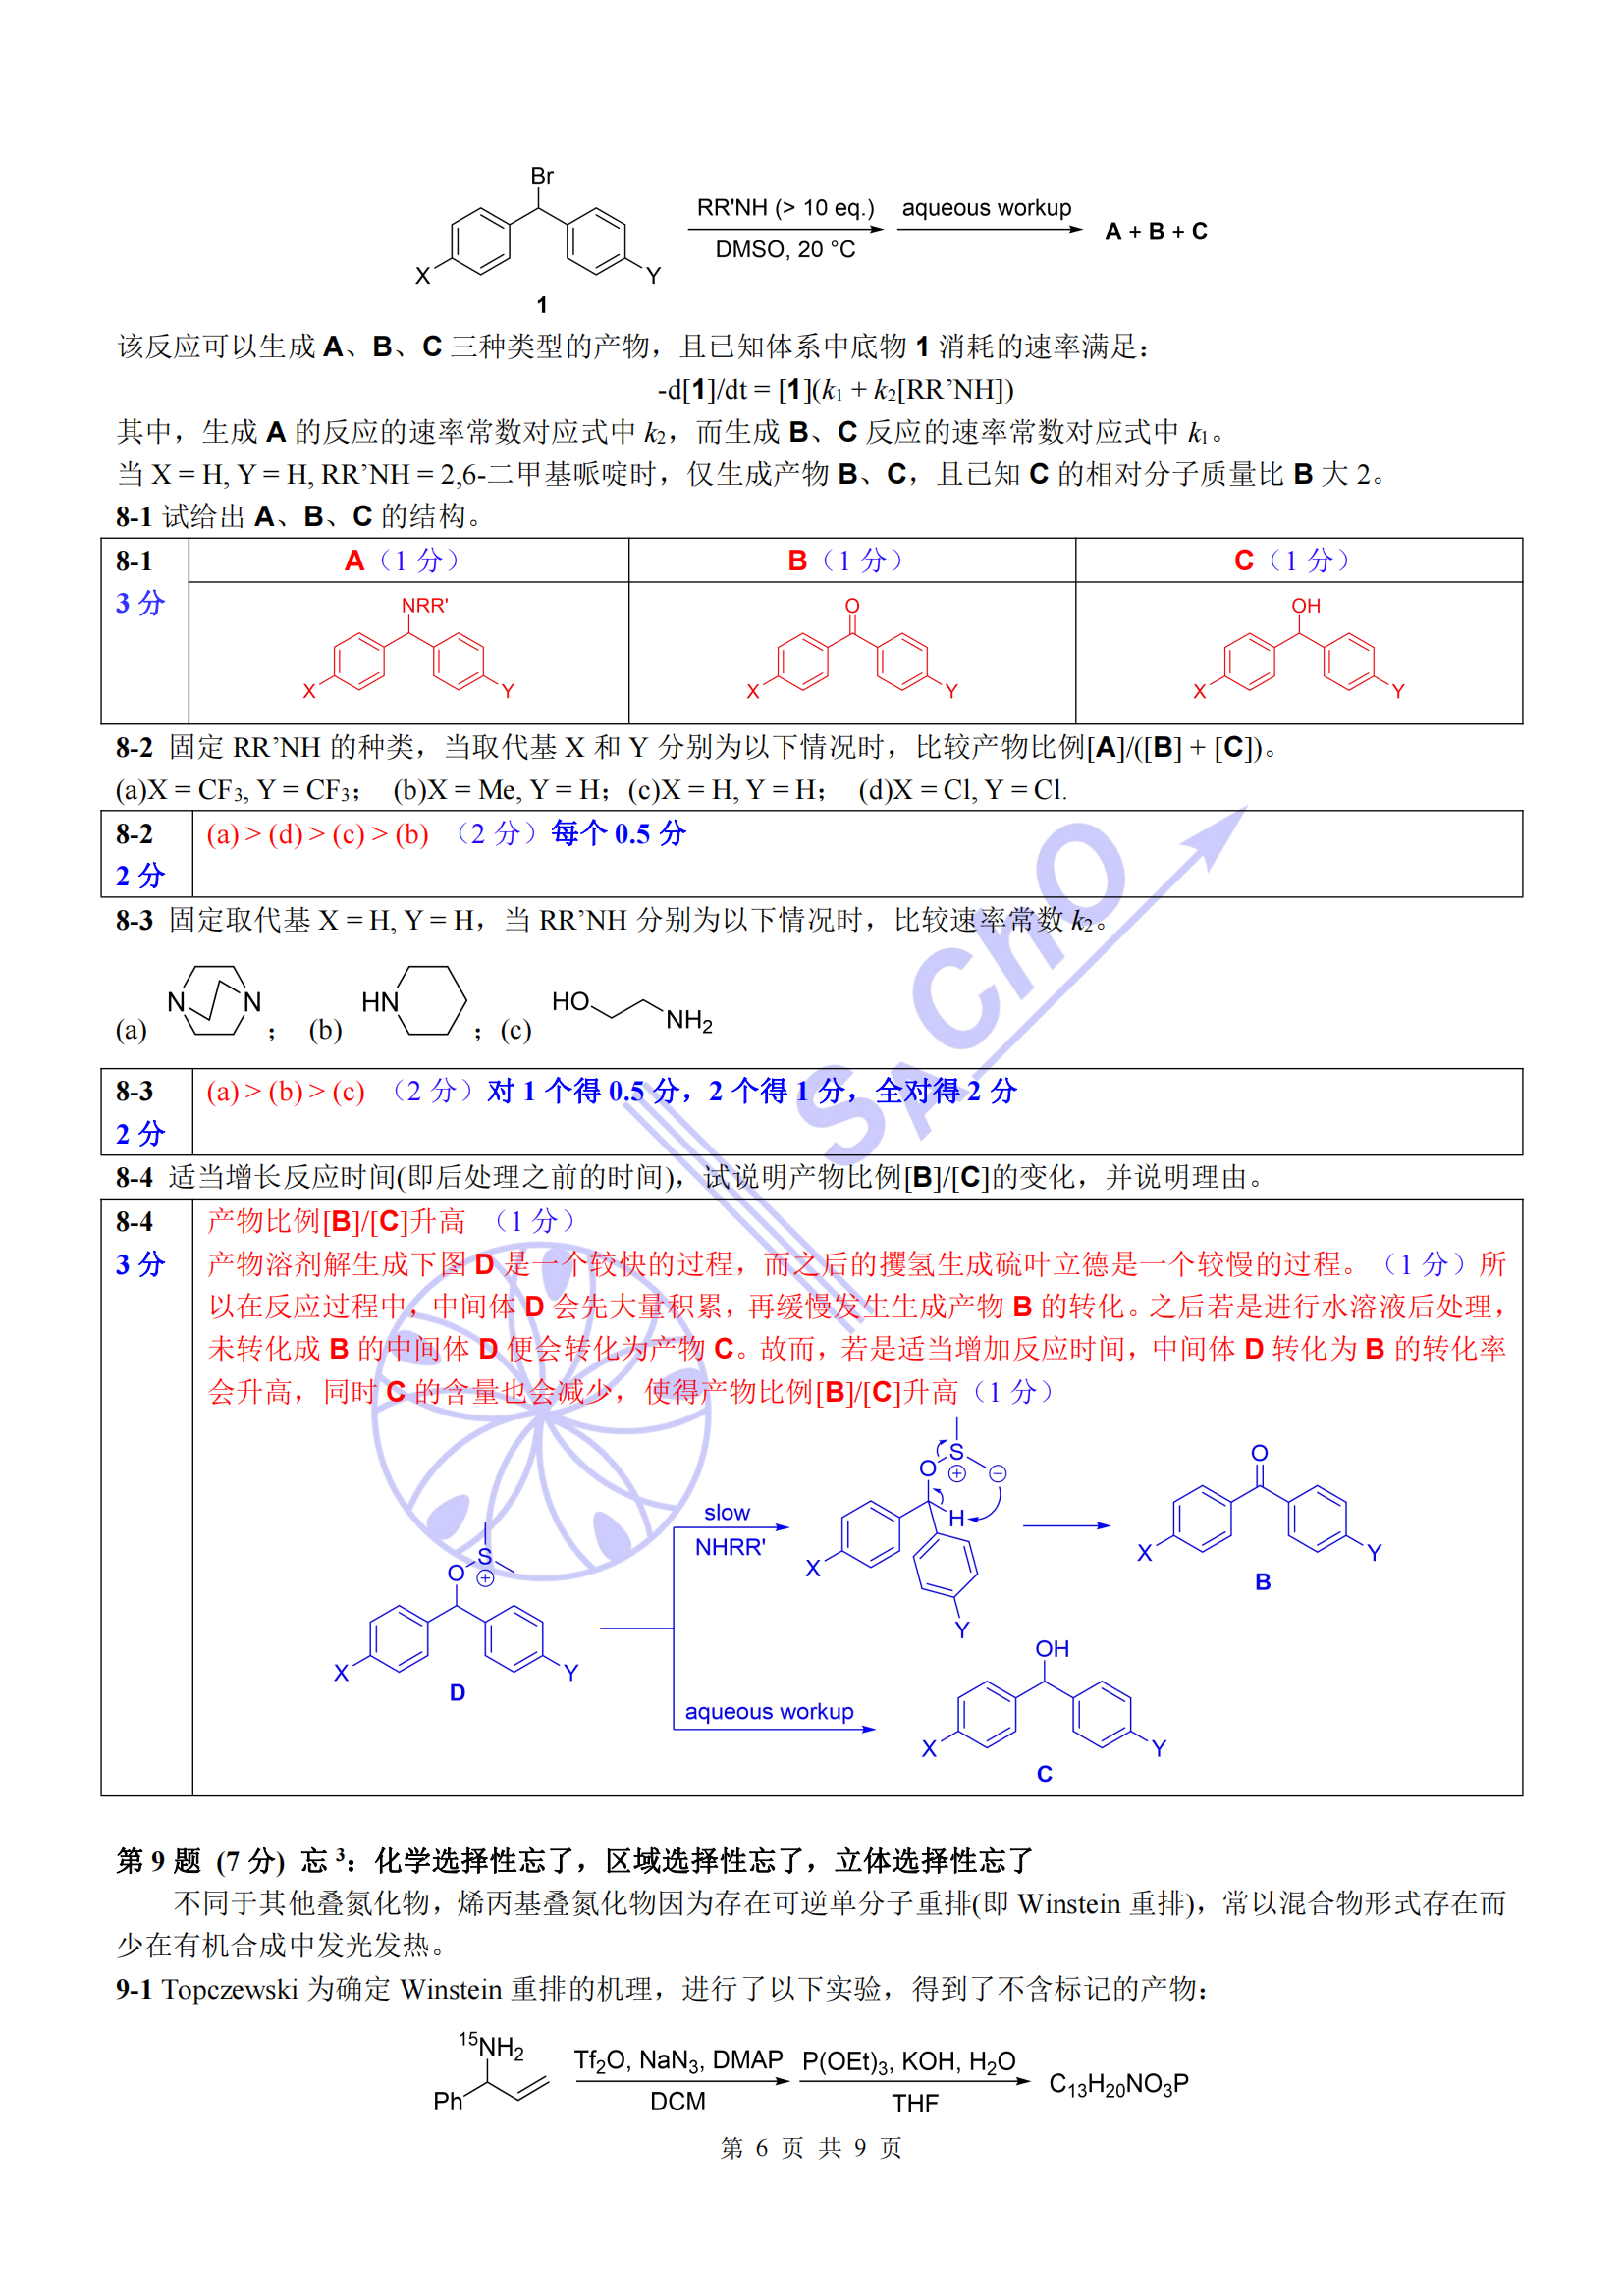 Br
RR'NH (> 10 eq.)
aqueous workup
A + B + C
DMSO, 20 °C
X
Y
1
该反应可以生成 A、B、C 三种类型的产物，且已知体系中底物 1 消耗的速率满足：
-d[1]/dt = [1](k₁ + k₂[RR’NH])
其中，生成 A 的反应的速率常数对应式中 k₂，而生成 B、C 反应的速率常数对应式中 k₁。
当 X = H, Y = H, RR’NH = 2,6-二甲基哌啶时，仅生成产物 B、C，且已知 C 的相对分子质量比 B 大 2。
8-1 试给出 A、B、C 的结构。
8-1
3 分
A（1 分）
B（1 分）
C（1 分）
NRR'
X
Y
O
X
Y
OH
X
Y
8-2 固定 RR’NH 的种类，当取代基 X 和 Y 分别为以下情况时，比较产物比例[A]/([B] + [C])。
(a)X = CF₃, Y = CF₃； (b)X = Me, Y = H；(c)X = H, Y = H； (d)X = Cl, Y = Cl.
8-2
2 分
(a) > (d) > (c) > (b) （2 分）每个 0.5 分
8-3 固定取代基 X = H, Y = H，当 RR’NH 分别为以下情况时，比较速率常数 k₂。
(a) N N ； (b) HN ；(c) HO NH₂
8-3
2 分
(a) > (b) > (c) （2 分）对 1 个得 0.5 分，2 个得 1 分，全对得 2 分
8-4 适当增长反应时间(即后处理之前的时间)，试说明产物比例[B]/[C]的变化，并说明理由。
8-4
3 分
产物比例[B]/[C]升高 （1 分）
产物溶剂解生成下图 D 是一个较快的过程，而之后的攫氢生成硫叶立德是一个较慢的过程。（1 分）所
以在反应过程中，中间体 D 会先大量积累，再缓慢发生生成产物 B 的转化。之后若是进行水溶液后处理，
未转化成 B 的中间体 D 便会转化为产物 C。故而，若是适当增加反应时间，中间体 D 转化为 B 的转化率
会升高，同时 C 的含量也会减少，使得产物比例[B]/[C]升高（1 分）
O S ⊕
X
Y
D
slow
NHRR'
O S ⊕ ⊖
H
X
Y
O
X
Y
B
aqueous workup
OH
X
Y
C
SAChO
第 9 题 (7 分) 忘³：化学选择性忘了，区域选择性忘了，立体选择性忘了
不同于其他叠氮化物，烯丙基叠氮化物因为存在可逆单分子重排(即 Winstein 重排)，常以混合物形式存在而
少在有机合成中发光发热。
9-1 Topczewski 为确定 Winstein 重排的机理，进行了以下实验，得到了不含标记的产物：
¹⁵NH₂
Ph
Tf₂O, NaN₃, DMAP
DCM
P(OEt)₃, KOH, H₂O
THF
C₁₃H₂₀NO₃P
第 6 页 共 9 页